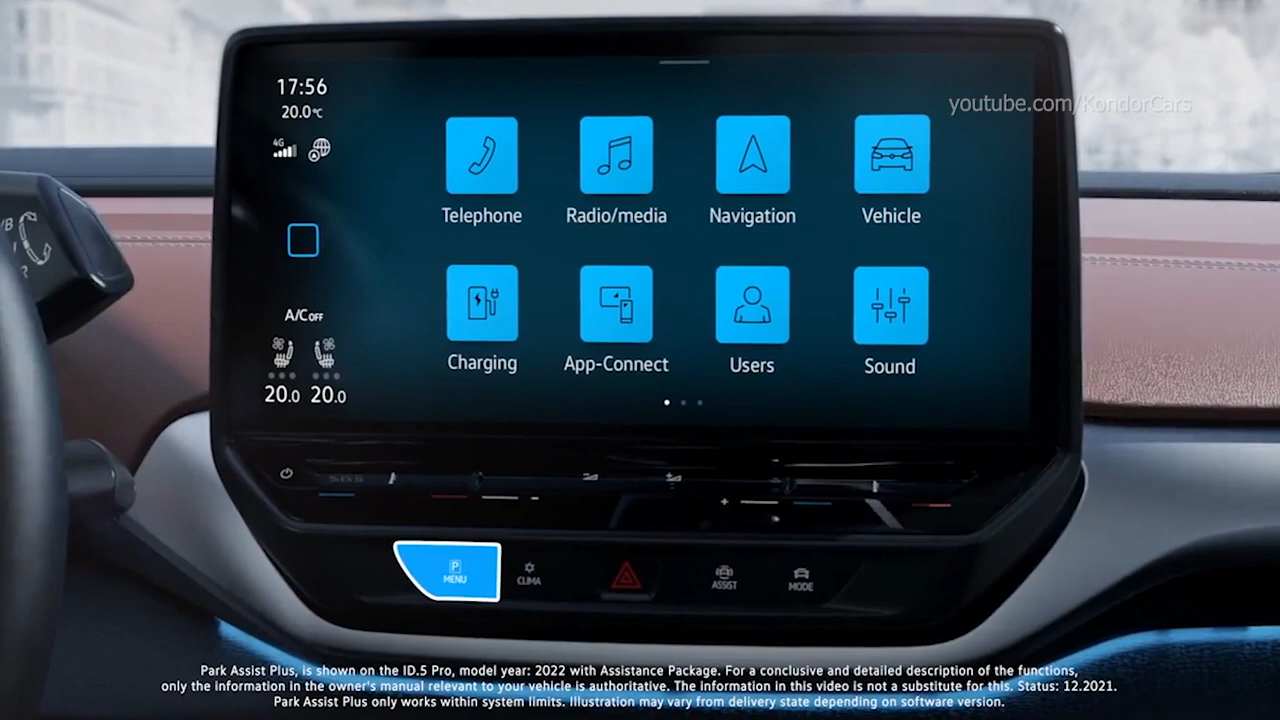 youtube.com/KondorCars
17:56
20.0°C
4G
Telephone
Radio/media
Navigation
Vehicle
Charging
App-Connect
Users
Sound
A/C OFF
20.0 20.0
P
MENU
CLIMA
ASSIST
MODE
Park Assist Plus, is shown on the ID.5 Pro, model year: 2022 with Assistance Package. For a conclusive and detailed description of the functions,
only the information in the owner's manual relevant to your vehicle is authoritative. The information in this video is not a substitute for this. Status: 12.2021.
Park Assist Plus only works within system limits. Illustration may vary from delivery state depending on software version.